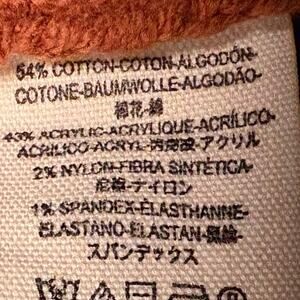 54% COTTON-COTON-ALGODÓN-
COTONE-BAUMWOLLE-ALGODÃO-
棉花-綿
43% ACRYLIC-ACRYLIQUE-ACRÍLICO-
ACRILICO-ACRYL-丙烯酸-アクリル
2% NYLON-FIBRA SINTÉTICA-
尼龍-ナイロン
1% SPANDEX-ÉLASTHANNE-
ELASTANO-ELASTAN-氨綸-
スパンデックス